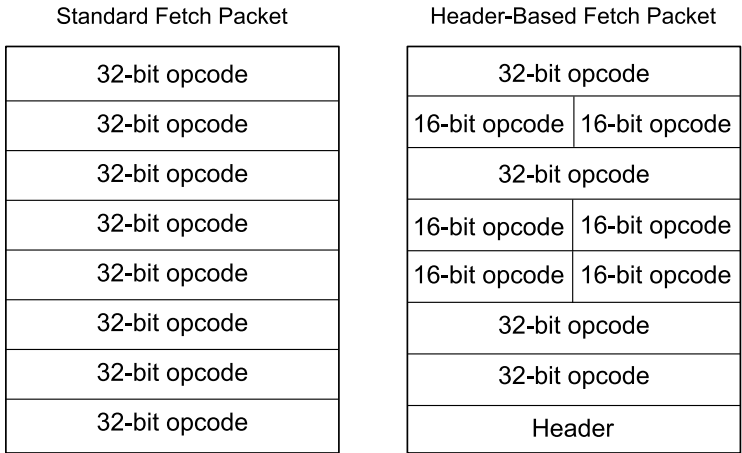 Standard Fetch Packet
32-bit opcode
32-bit opcode
32-bit opcode
32-bit opcode
32-bit opcode
32-bit opcode
32-bit opcode
32-bit opcode
Header-Based Fetch Packet
32-bit opcode
16-bit opcode 16-bit opcode
32-bit opcode
16-bit opcode 16-bit opcode
16-bit opcode 16-bit opcode
32-bit opcode
32-bit opcode
Header